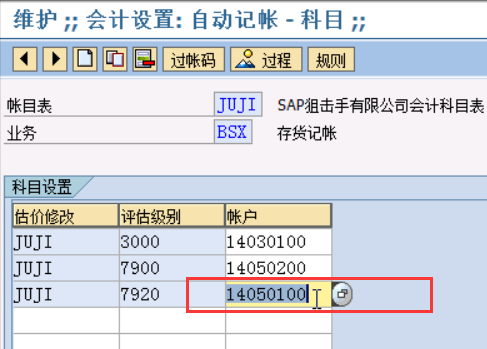 维护 ;; 会计设置: 自动记帐 - 科目 ;;
过帐码 过程 规则
帐目表 JUJI SAP狙击手有限公司会计科目表
业务 BSX 存货记帐
科目设置
估价修改 评估级别 帐户
JUJI 3000 14030100
JUJI 7900 14050200
JUJI 7920 14050100